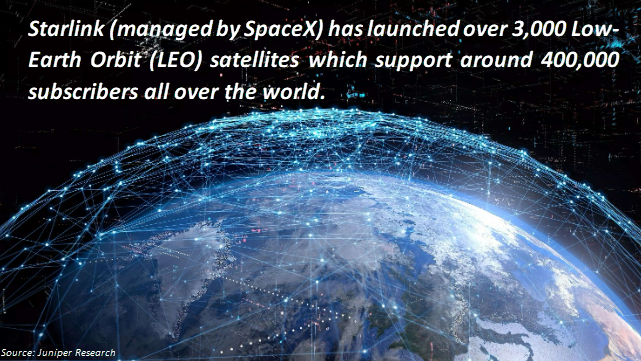 Starlink (managed by SpaceX) has launched over 3,000 Low-
Earth Orbit (LEO) satellites which support around 400,000
subscribers all over the world.
Source: Juniper Research